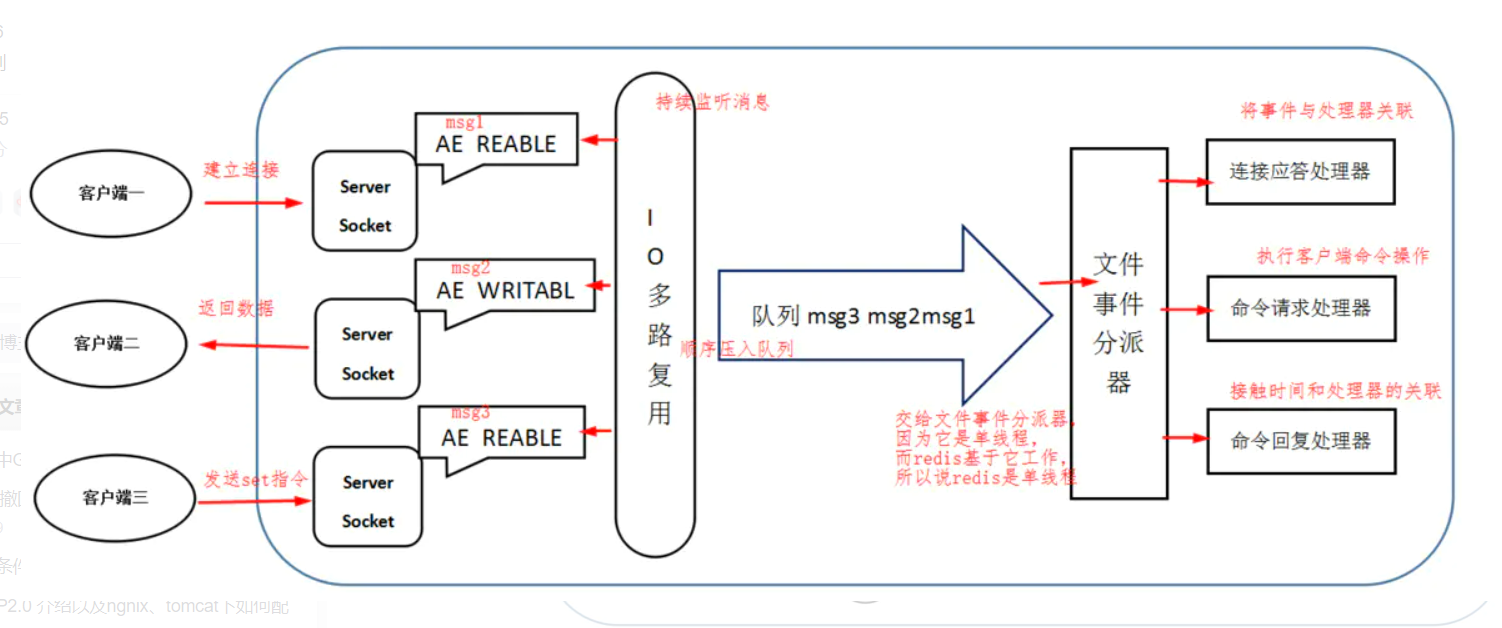 持续监听消息
将事件与处理器关联
msg1
AE REABLE
建立连接
客户端一
Server
Socket
连接应答处理器
msg2
AE WRITABL
返回数据
客户端二
Server
Socket
IO多路复用
队列 msg3 msg2msg1
顺序压入队列
文件
事件
分派
器
执行客户端命令操作
命令请求处理器
msg3
AE REABLE
发送set指令
客户端三
Server
Socket
交给文件事件分派器,
因为它是单线程,
而redis基于它工作,
所以说redis是单线程
接触时间和处理器的关联
命令回复处理器
P2.0 介绍以及ngnix、tomcat下如何配